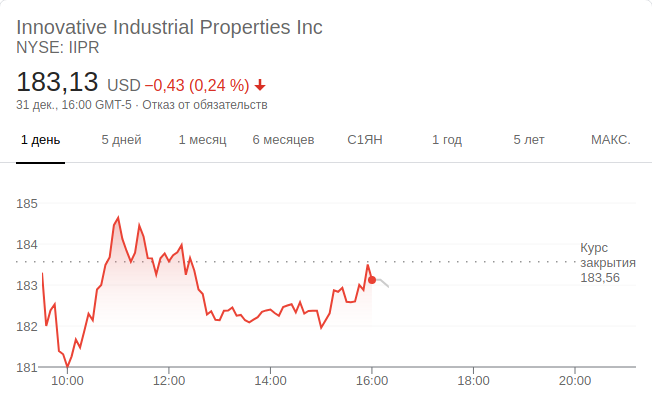 Innovative Industrial Properties Inc
NYSE: IIPR
183,13 USD −0,43 (0,24 %)
31 дек., 16:00 GMT-5 · Отказ от обязательств
1 день 5 дней 1 месяц 6 месяцев С1ЯН 1 год 5 лет МАКС.
185
184
Курс
закрытия
183,56
183
182
181
10:00 12:00 14:00 16:00 18:00 20:00